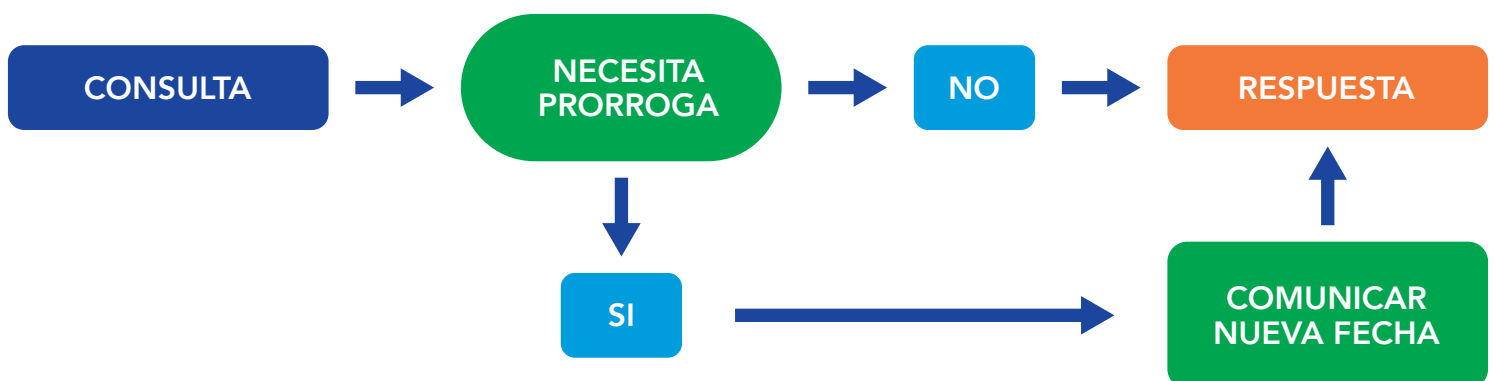 CONSULTA
NECESITA
PRORROGA
NO
RESPUESTA
SI
COMUNICAR
NUEVA FECHA